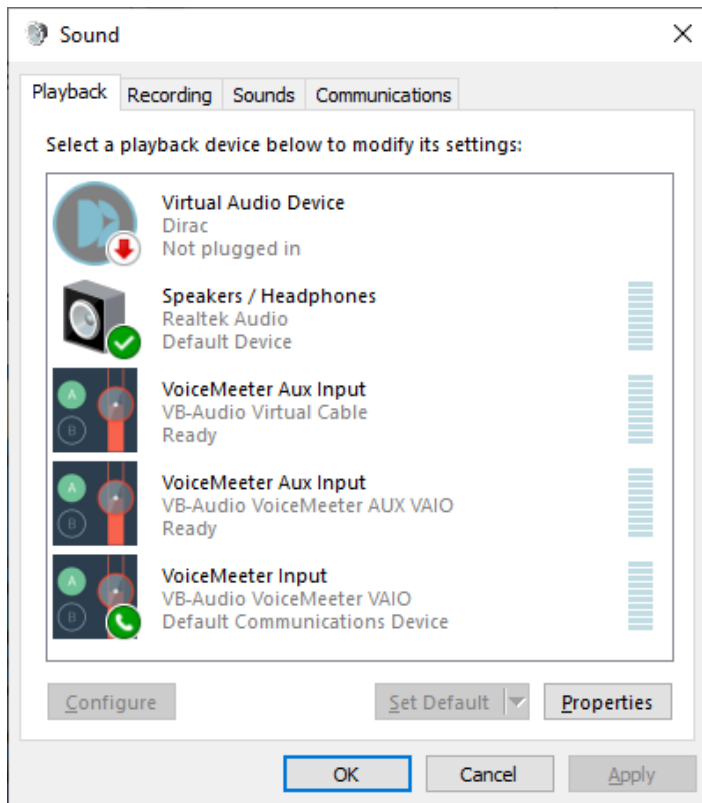 Sound
Playback Recording Sounds Communications
Select a playback device below to modify its settings:
Virtual Audio Device
Dirac
Not plugged in
Speakers / Headphones
Realtek Audio
Default Device
A
B
VoiceMeeter Aux Input
VB-Audio Virtual Cable
Ready
A
B
VoiceMeeter Aux Input
VB-Audio VoiceMeeter AUX VAIO
Ready
A
B
VoiceMeeter Input
VB-Audio VoiceMeeter VAIO
Default Communications Device
Configure Set Default Properties
OK Cancel Apply